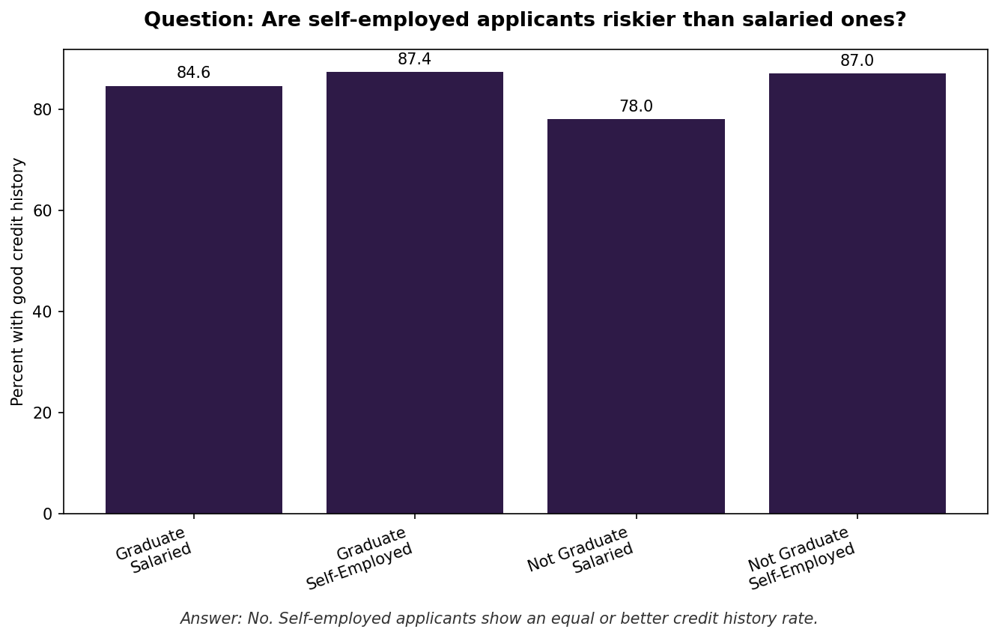 Question: Are self-employed applicants riskier than salaried ones?
Percent with good credit history
80
60
40
20
0
84.6
87.4
78.0
87.0
Graduate
Salaried
Graduate
Self-Employed
Not Graduate
Salaried
Not Graduate
Self-Employed
Answer: No. Self-employed applicants show an equal or better credit history rate.